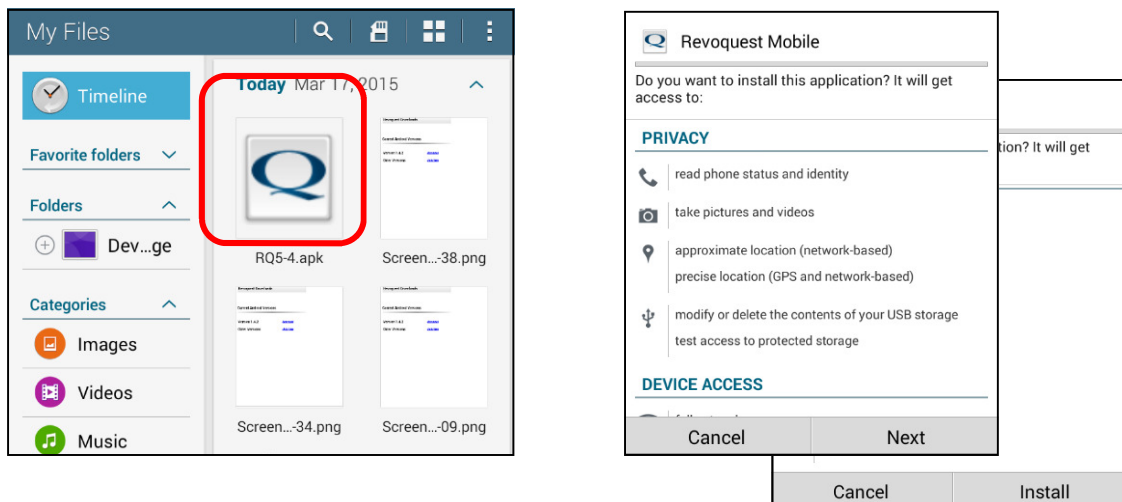 My Files
Timeline
Favorite folders
Folders
Dev...ge
Categories
Images
Videos
Music
Today Mar 17, 2015
RQ5-4.apk
Screen...-38.png
Screen...-34.png
Screen...-09.png
Revoquest Mobile
Do you want to install this application? It will get
access to:
PRIVACY
read phone status and identity
take pictures and videos
approximate location (network-based)
precise location (GPS and network-based)
modify or delete the contents of your USB storage
test access to protected storage
DEVICE ACCESS
Cancel Next
tion? It will get
Cancel Install